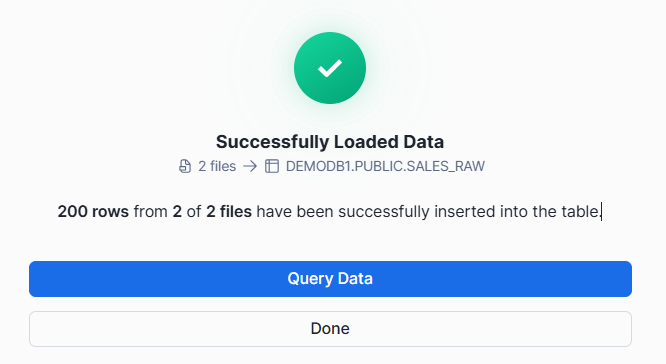 Successfully Loaded Data
2 files → DEMODB1.PUBLIC.SALES_RAW
200 rows from 2 of 2 files have been successfully inserted into the table.
Query Data
Done